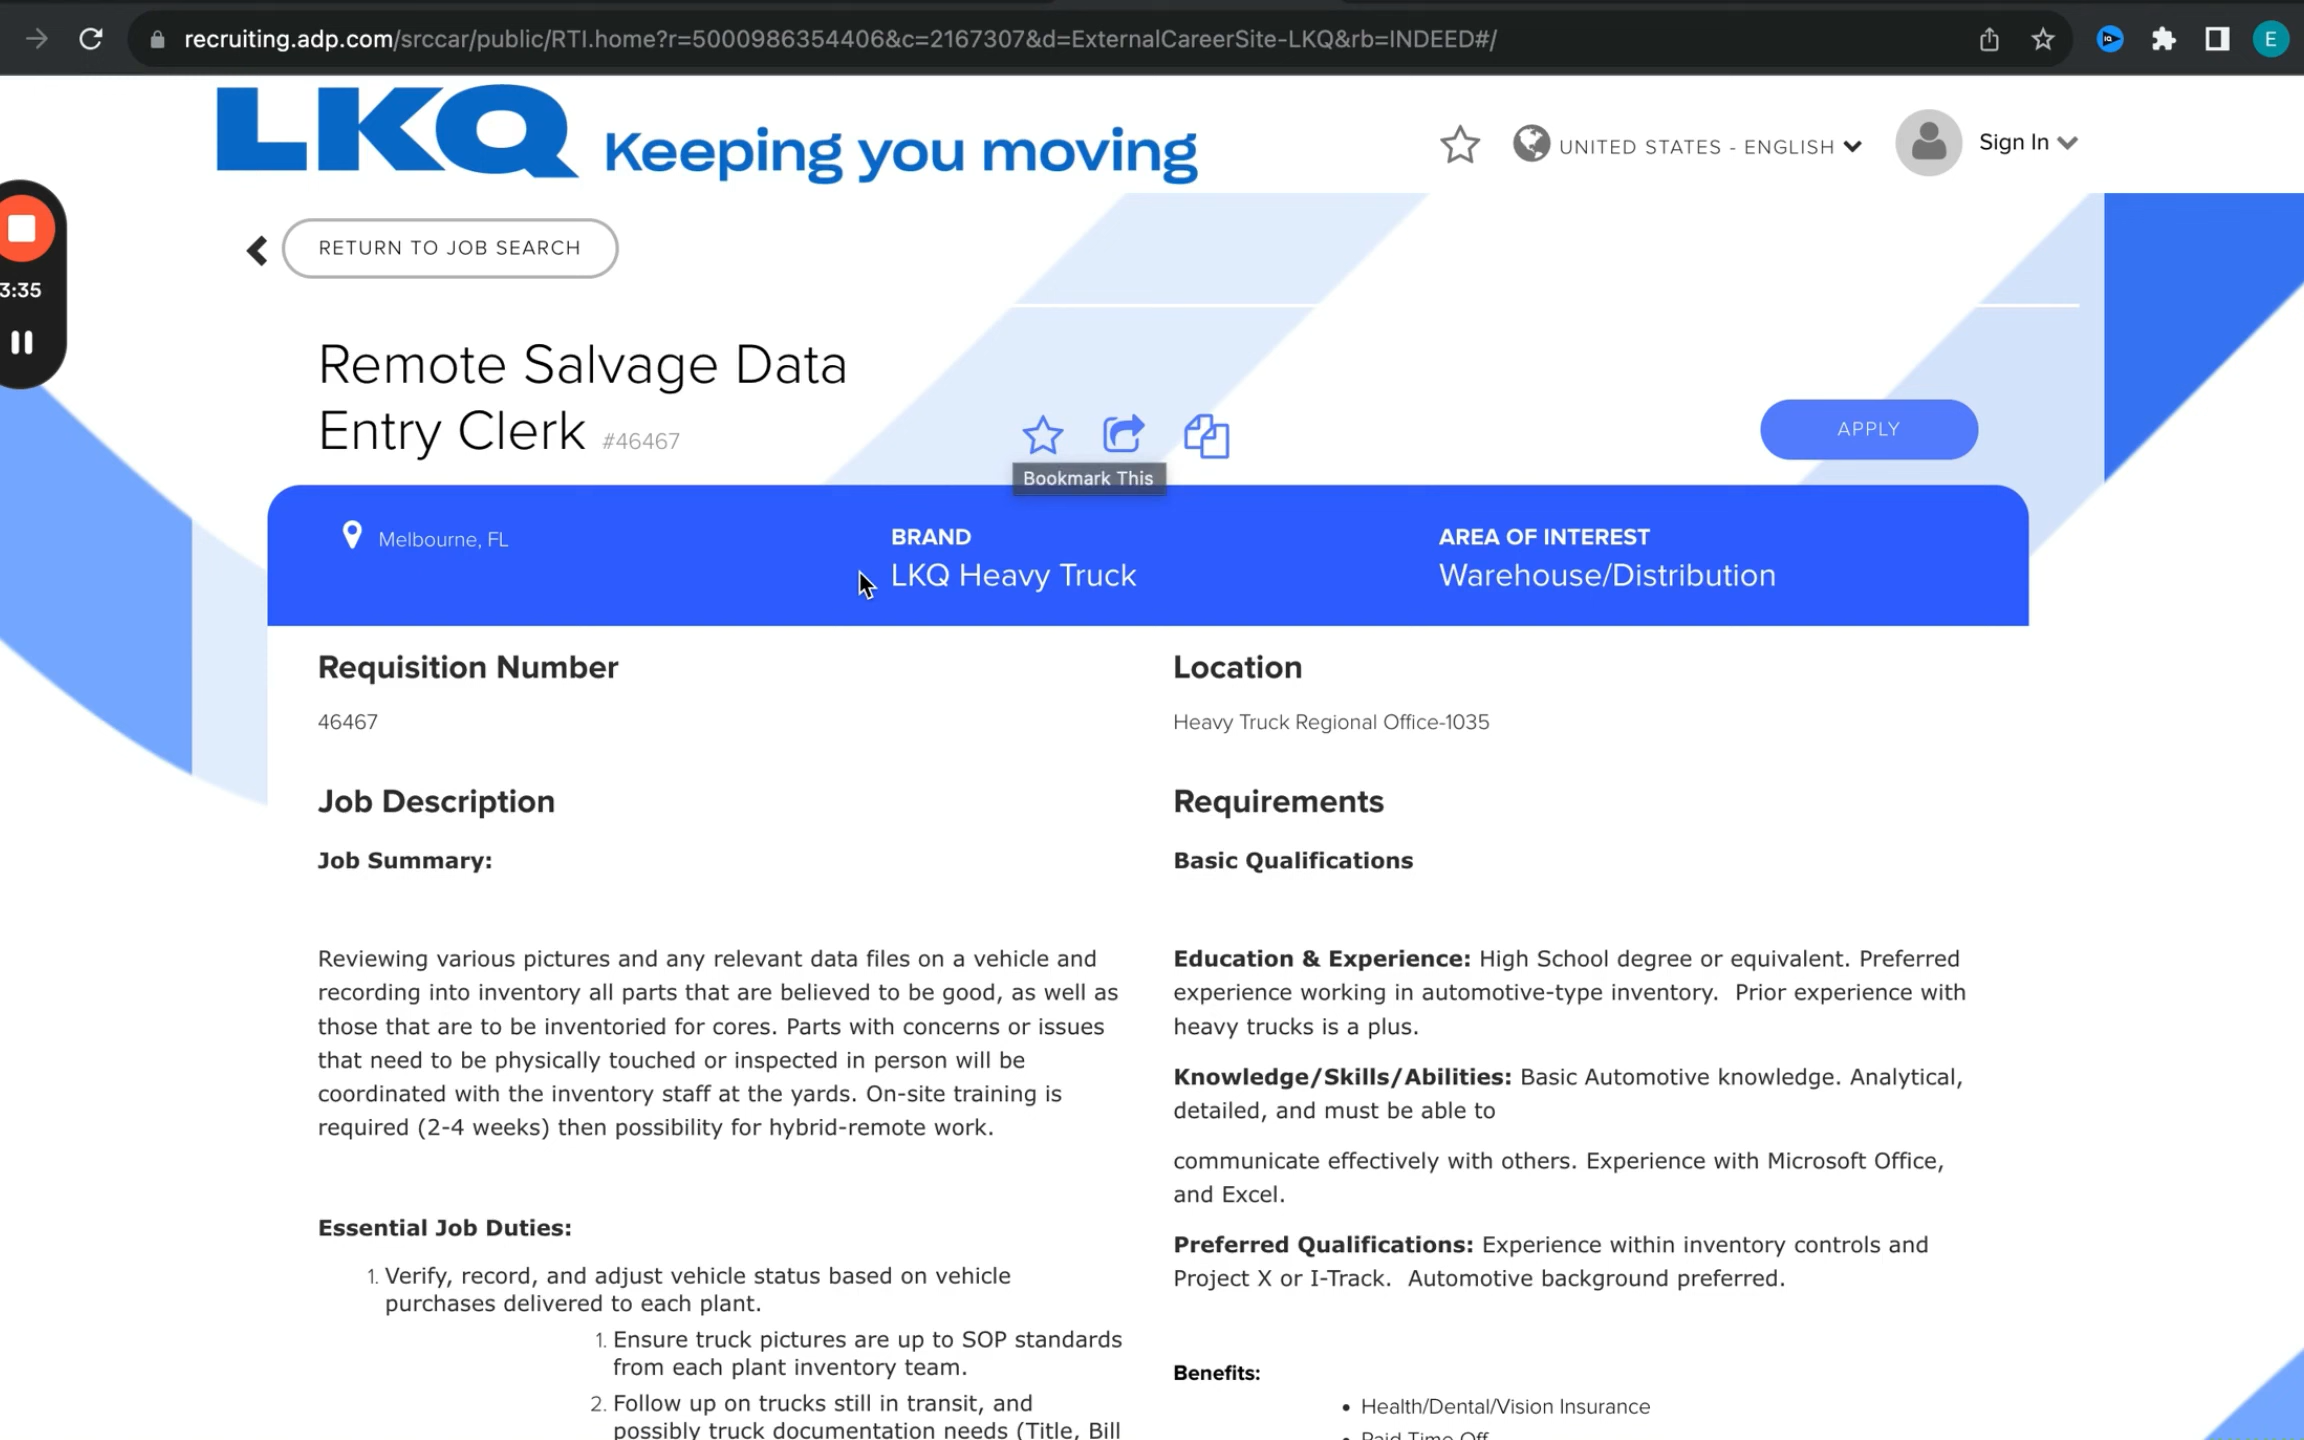 recruiting.adp.com/srccar/public/RTI.home?r=5000986354406&c=2167307&d=ExternalCareerSite-LKQ&rb=INDEED#/
E
LKQ Keeping you moving
UNITED STATES - ENGLISH
Sign In
RETURN TO JOB SEARCH
3:35
Remote Salvage Data
Entry Clerk #46467
Bookmark This
APPLY
Melbourne, FL
BRAND
LKQ Heavy Truck
AREA OF INTEREST
Warehouse/Distribution
Requisition Number
46467
Location
Heavy Truck Regional Office-1035
Job Description
Job Summary:
Reviewing various pictures and any relevant data files on a vehicle and
recording into inventory all parts that are believed to be good, as well as
those that are to be inventoried for cores. Parts with concerns or issues
that need to be physically touched or inspected in person will be
coordinated with the inventory staff at the yards. On-site training is
required (2-4 weeks) then possibility for hybrid-remote work.
Essential Job Duties:
1. Verify, record, and adjust vehicle status based on vehicle
purchases delivered to each plant.
1. Ensure truck pictures are up to SOP standards
from each plant inventory team.
2. Follow up on trucks still in transit, and
possibly truck documentation needs (Title, Bill
Requirements
Basic Qualifications
Education & Experience: High School degree or equivalent. Preferred
experience working in automotive-type inventory.  Prior experience with
heavy trucks is a plus.
Knowledge/Skills/Abilities: Basic Automotive knowledge. Analytical,
detailed, and must be able to
communicate effectively with others. Experience with Microsoft Office,
and Excel.
Preferred Qualifications: Experience within inventory controls and
Project X or I-Track.  Automotive background preferred.
Benefits:
• Health/Dental/Vision Insurance
• Paid Time Off